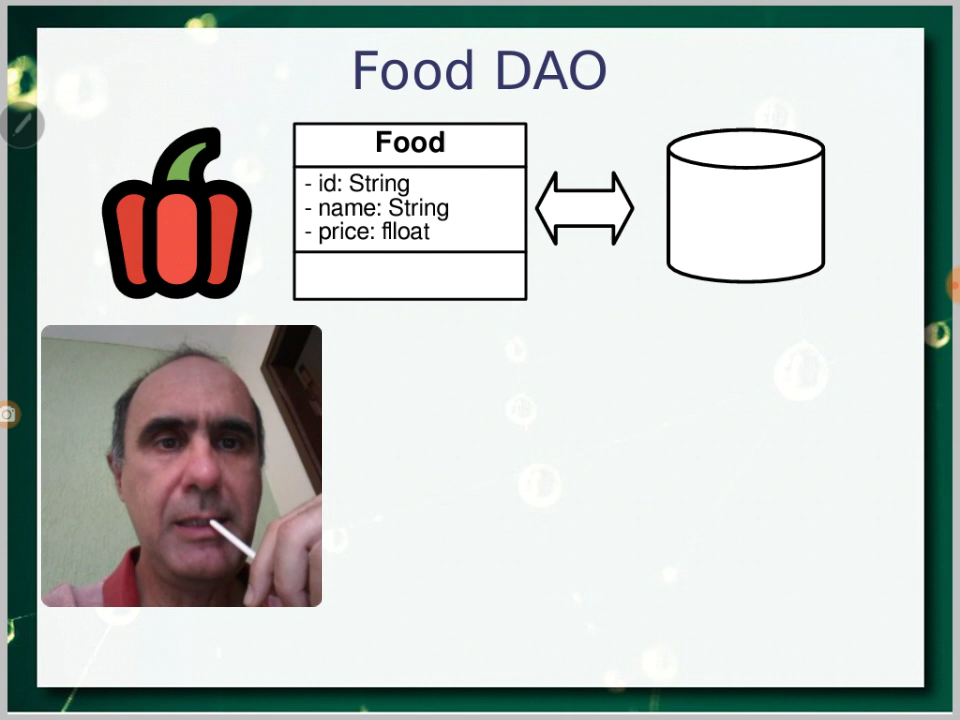 Food DAO
Food
- id: String
- name: String
- price: flloat